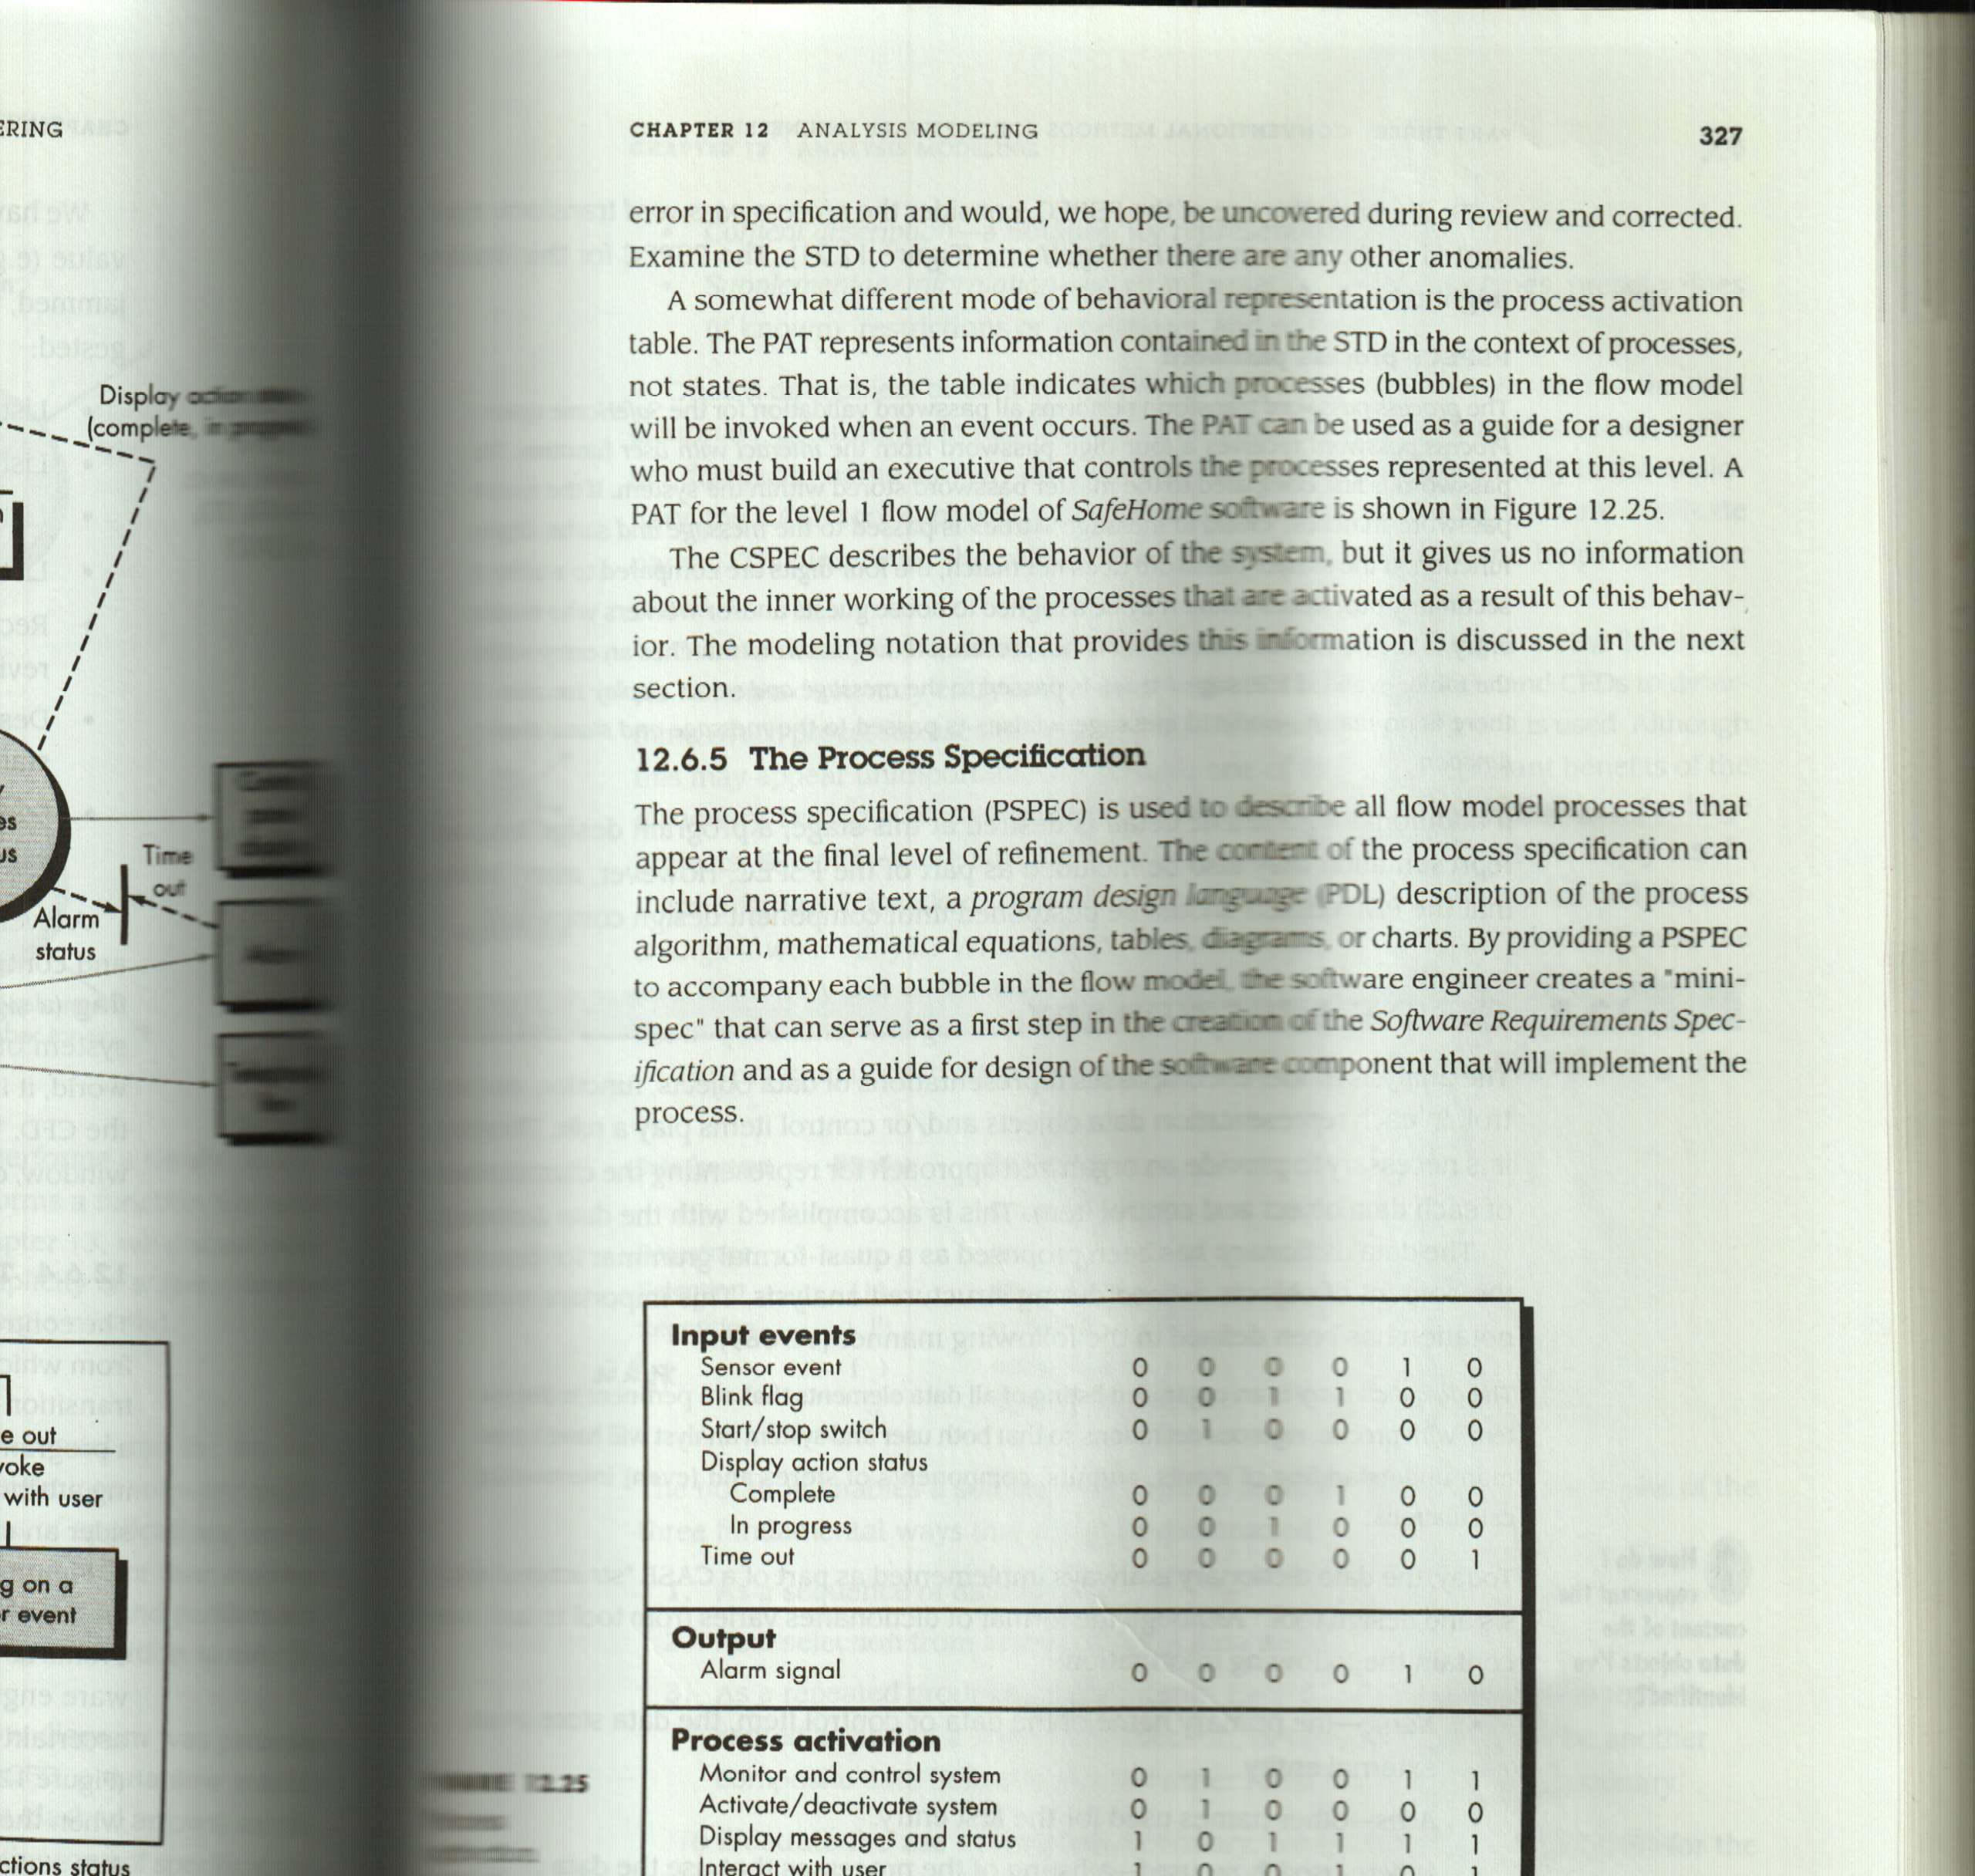 ERING
Display
(complete, in
es
us
Time
out
Alarm
status
e out
voke
with user
g on a
r event
ctions status
CHAPTER 12 ANALYSIS MODELING 327
error in specification and would, we hope, be uncovered during review and corrected.
Examine the STD to determine whether there are any other anomalies.
A somewhat different mode of behavioral representation is the process activation
table. The PAT represents information contained in the STD in the context of processes,
not states. That is, the table indicates which processes (bubbles) in the flow model
will be invoked when an event occurs. The PAT can be used as a guide for a designer
who must build an executive that controls the processes represented at this level. A
PAT for the level 1 flow model of SafeHome software is shown in Figure 12.25.
The CSPEC describes the behavior of the system, but it gives us no information
about the inner working of the processes that are activated as a result of this behav-
ior. The modeling notation that provides this information is discussed in the next
section.
12.6.5 The Process Specification
The process specification (PSPEC) is used to describe all flow model processes that
appear at the final level of refinement. The content of the process specification can
include narrative text, a program design language (PDL) description of the process
algorithm, mathematical equations, tables, diagrams, or charts. By providing a PSPEC
to accompany each bubble in the flow model, the software engineer creates a "mini-
spec" that can serve as a first step in the creation of the Software Requirements Spec-
ification and as a guide for design of the software component that will implement the
process.
Input events
Sensor event 0 0 0 0 1 0
Blink flag 0 0 1 1 0 0
Start/stop switch 0 1 0 0 0 0
Display action status
Complete 0 0 0 1 0 0
In progress 0 0 1 0 0 0
Time out 0 0 0 0 0 1
Output
Alarm signal 0 0 0 0 1 0
Process activation
Monitor and control system 0 1 0 0 1 1
Activate/deactivate system 0 1 0 0 0 0
Display messages and status 1 0 1 1 1 1
Interact with user 1 0 0 1 0 1
FIGURE 12.25